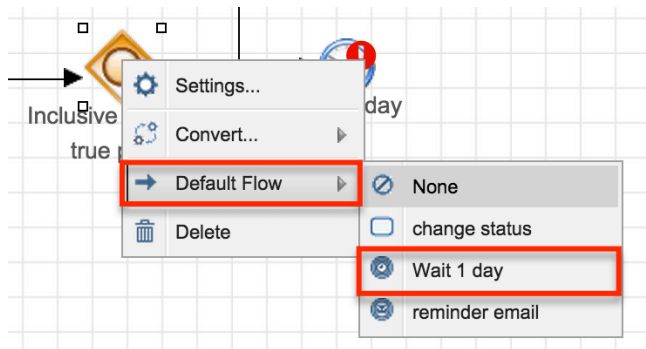 Settings...
Inclusive
day
Convert...
true
Default Flow
None
Delete
change status
Wait 1 day
reminder email